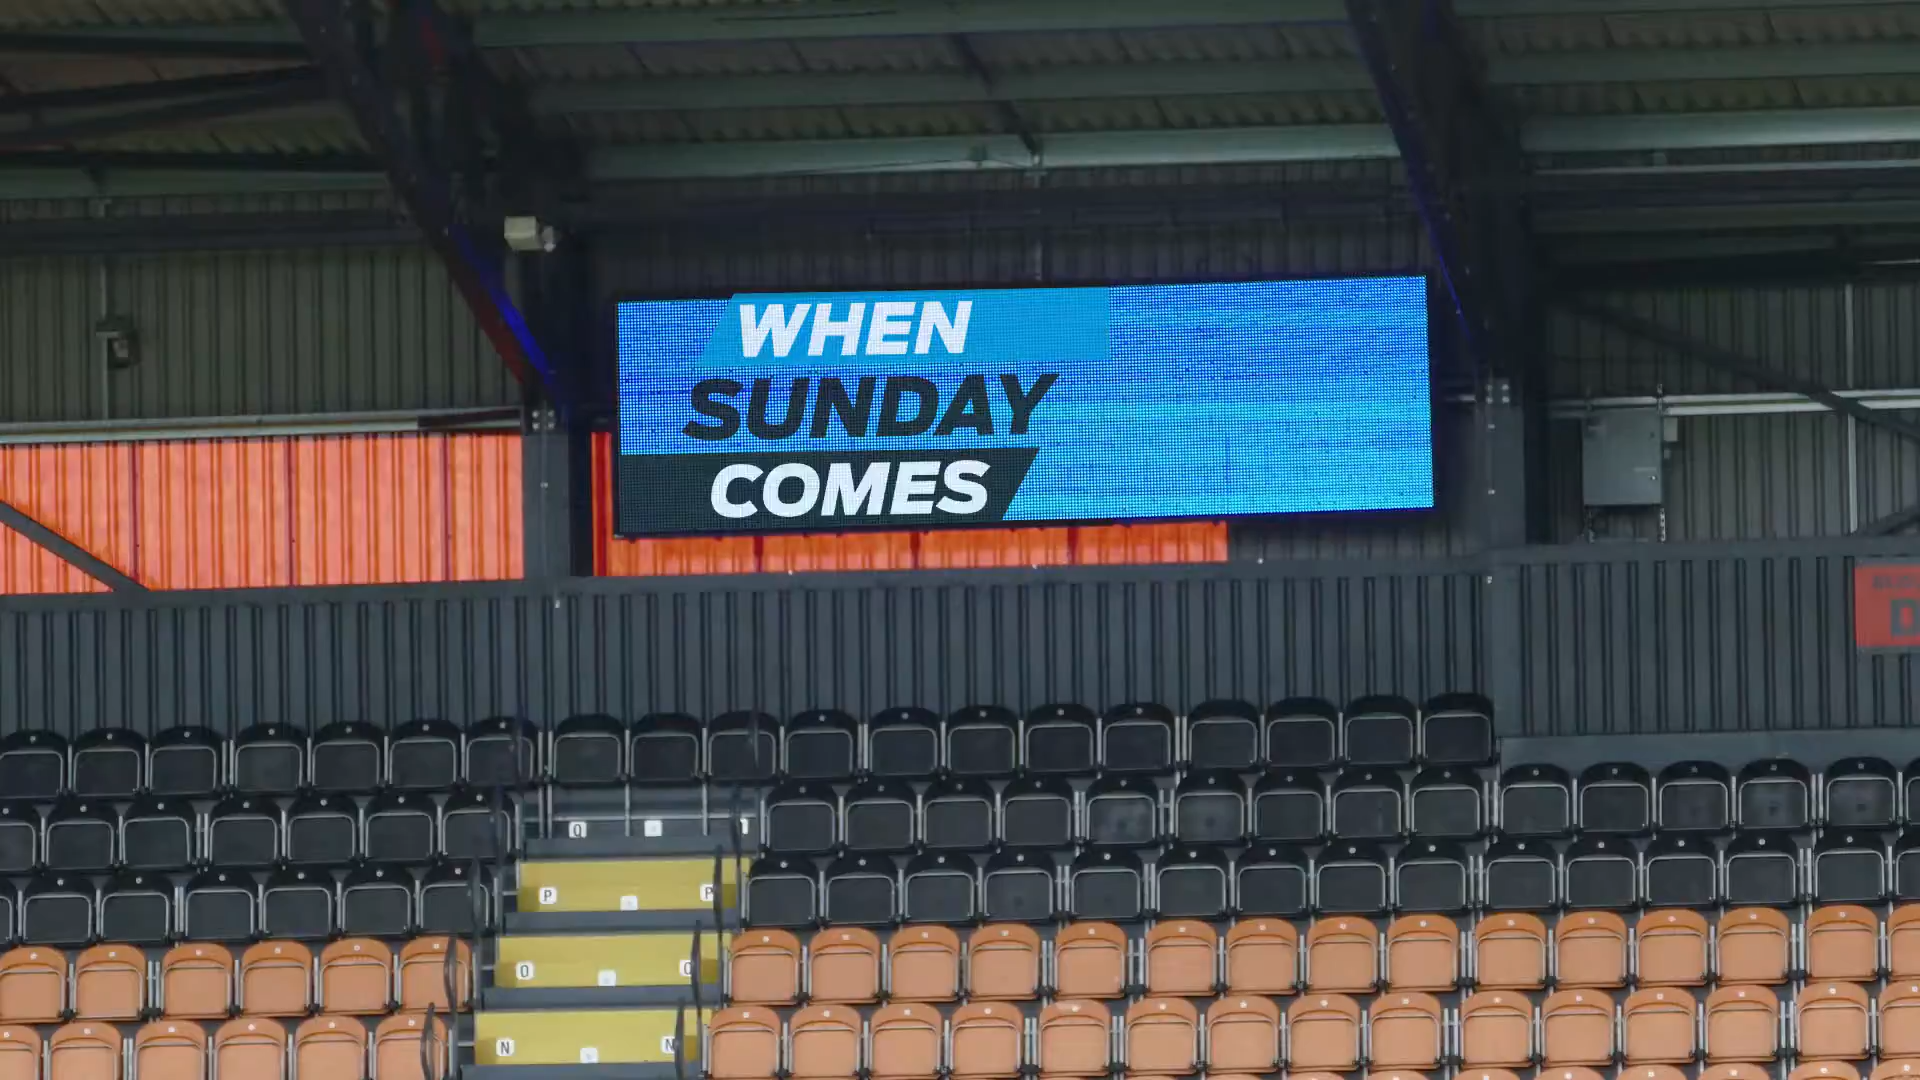 WHEN
SUNDAY
COMES
Q
P P
O O
N N